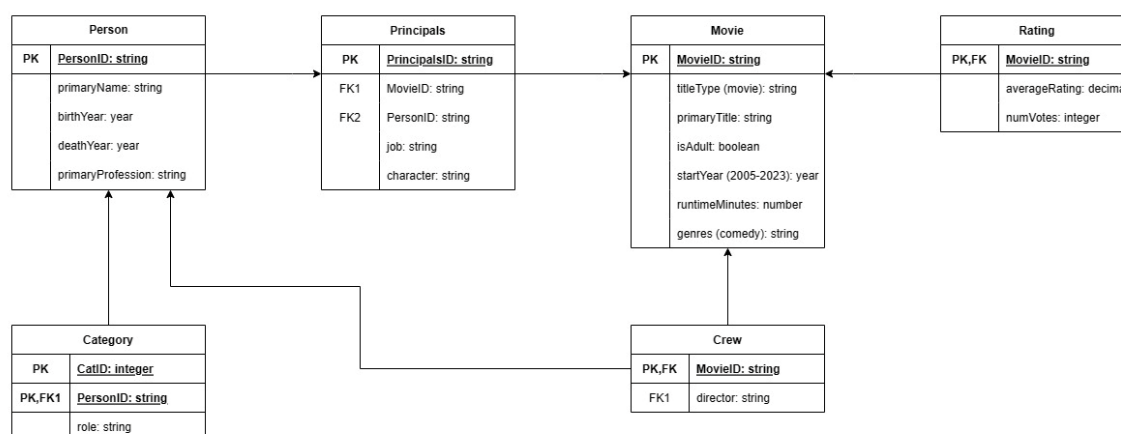 Person
PK PersonID: string
primaryName: string
birthYear: year
deathYear: year
primaryProfession: string
Principals
PK PrincipalsID: string
FK1 MovieID: string
FK2 PersonID: string
job: string
character: string
Movie
PK MovieID: string
titleType (movie): string
primaryTitle: string
isAdult: boolean
startYear (2005-2023): year
runtimeMinutes: number
genres (comedy): string
Rating
PK,FK MovieID: string
averageRating: decima
numVotes: integer
Category
PK CatID: integer
PK,FK1 PersonID: string
role: string
Crew
PK,FK MovieID: string
FK1 director: string